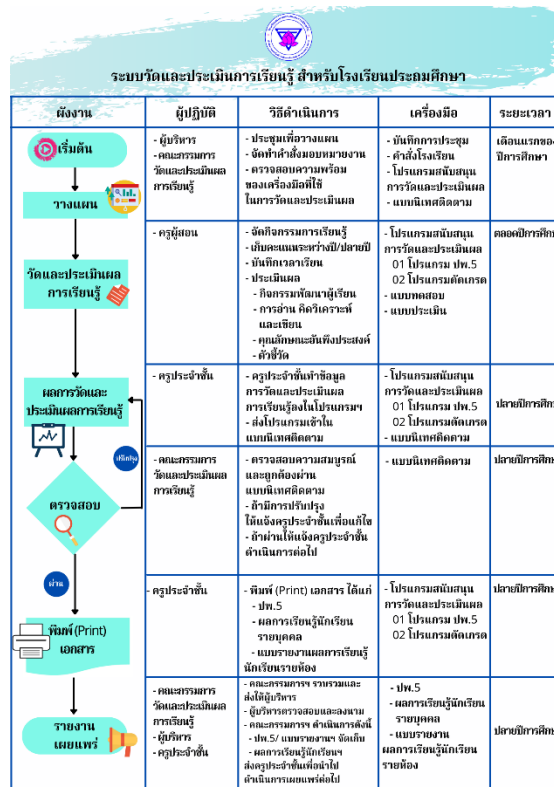 ระบบวัดและประเมินการเรียนรู้ สำหรับโรงเรียนประถมศึกษา
ผังงาน
ผู้ปฏิบัติ
วิธีดำเนินการ
เครื่องมือ
ระยะเวลา
เริ่มต้น
วางแผน
- ผู้บริหาร
- คณะกรรมการ
วัดและประเมินผล
การเรียนรู้
- ประชุมเพื่อวางแผน
- จัดทำคำสั่งมอบหมายงาน
- ตรวจสอบความพร้อม
ของเครื่องมือที่ใช้
ในการวัดและประเมินผล
- บันทึกการประชุม
- คำสั่งโรงเรียน
- โปรแกรมสนับสนุน
การวัดและประเมินผล
- แบบนิเทศติดตาม
เดือนแรกของ
ปีการศึกษา
วัดและประเมินผล
การเรียนรู้
- ครูผู้สอน
- จัดกิจกรรมการเรียนรู้
- เก็บคะแนนระหว่างปี/ปลายปี
- บันทึกเวลาเรียน
- ประเมินผล
- กิจกรรมพัฒนาผู้เรียน
- การอ่าน คิดวิเคราะห์
และเขียน
- คุณลักษณะอันพึงประสงค์
- ตัวชี้วัด
- โปรแกรมสนับสนุน
การวัดและประเมินผล
01 โปรแกรม ปพ.5
02 โปรแกรมตัดเกรด
- แบบทดสอบ
- แบบประเมิน
ตลอดปีการศึก
ผลการวัดและ
ประเมินผลการเรียนรู้
- ครูประจำชั้น
- ครูประจำชั้นทำข้อมูล
การวัดและประเมินผล
การเรียนรู้ลงในโปรแกรมฯ
- ส่งโปรแกรมเข้าใน
แบบนิเทศติดตาม
- โปรแกรมสนับสนุน
การวัดและประเมินผล
01 โปรแกรม ปพ.5
02 โปรแกรมตัดเกรด
- แบบนิเทศติดตาม
ปลายปีการศึก
ปรับปรุง
ตรวจสอบ
ผ่าน
- คณะกรรมการ
วัดและประเมินผล
การเรียนรู้
- ตรวจสอบความสมบูรณ์
และถูกต้องผ่าน
แบบนิเทศติดตาม
- ถ้ามีการปรับปรุง
ให้แจ้งครูประจำชั้นเพื่อแก้ไข
- ถ้าผ่านให้แจ้งครูประจำชั้น
ดำเนินการต่อไป
- แบบนิเทศติดตาม
ปลายปีการศึก
พิมพ์ (Print)
เอกสาร
- ครูประจำชั้น
- พิมพ์ (Print) เอกสาร ได้แก่
- ปพ.5
- ผลการเรียนรู้นักเรียน
รายบุคคล
- แบบรายงานผลการเรียนรู้
นักเรียนรายห้อง
- โปรแกรมสนับสนุน
การวัดและประเมินผล
01 โปรแกรม ปพ.5
02 โปรแกรมตัดเกรด
ปลายปีการศึก
รายงาน
เผยแพร่
- คณะกรรมการ
วัดและประเมินผล
การเรียนรู้
- ผู้บริหาร
- ครูประจำชั้น
- คณะกรรมการฯ รวบรวมและ
ส่งให้ผู้บริหาร
- ผู้บริหารตรวจสอบและลงนาม
- คณะกรรมการฯ ดำเนินการดังนี้
- ปพ.5/ แบบรายงานฯ จัดเก็บ
- ผลการเรียนรู้นักเรียนฯ
ส่งครูประจำชั้นเพื่อนำไป
ดำเนินการเผยแพร่ต่อไป
- ปพ.5
- ผลการเรียนรู้นักเรียน
รายบุคคล
- แบบรายงาน
ผลการเรียนรู้นักเรียน
รายห้อง
ปลายปีการศึก